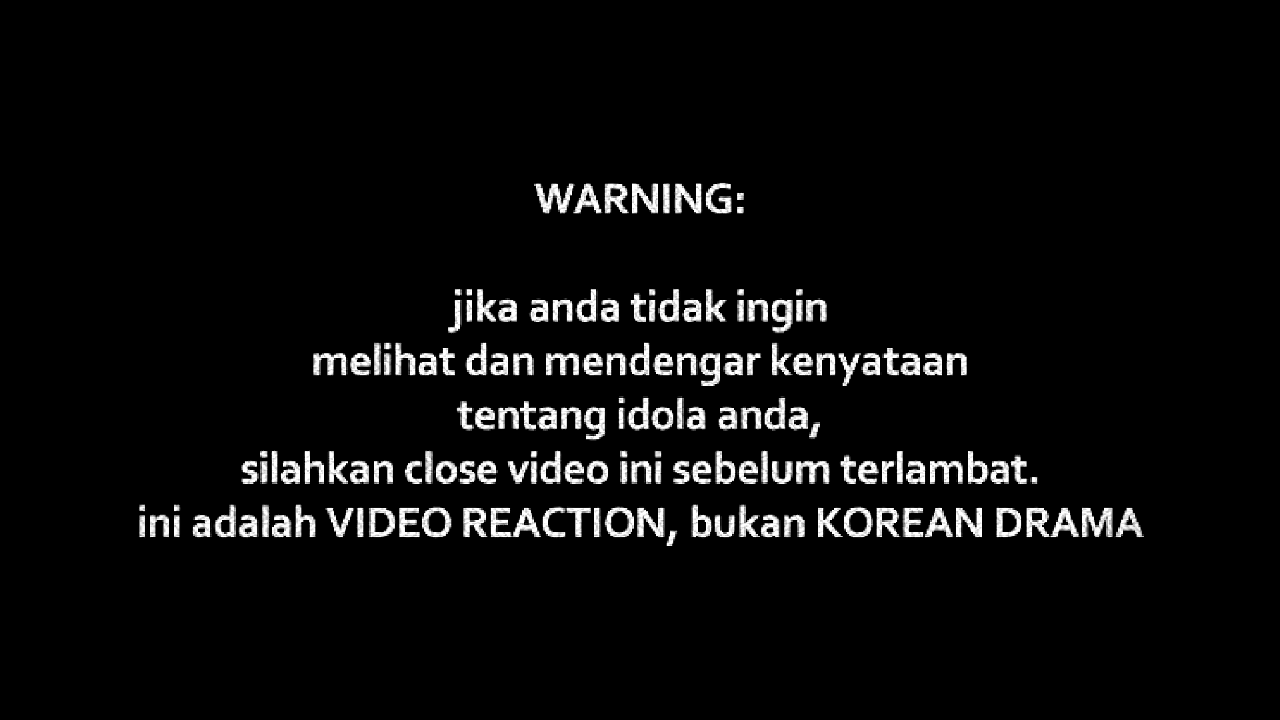 WARNING:
jika anda tidak ingin
melihat dan mendengar kenyataan
tentang idola anda,
silahkan close video ini sebelum terlambat.
ini adalah VIDEO REACTION, bukan KOREAN DRAMA